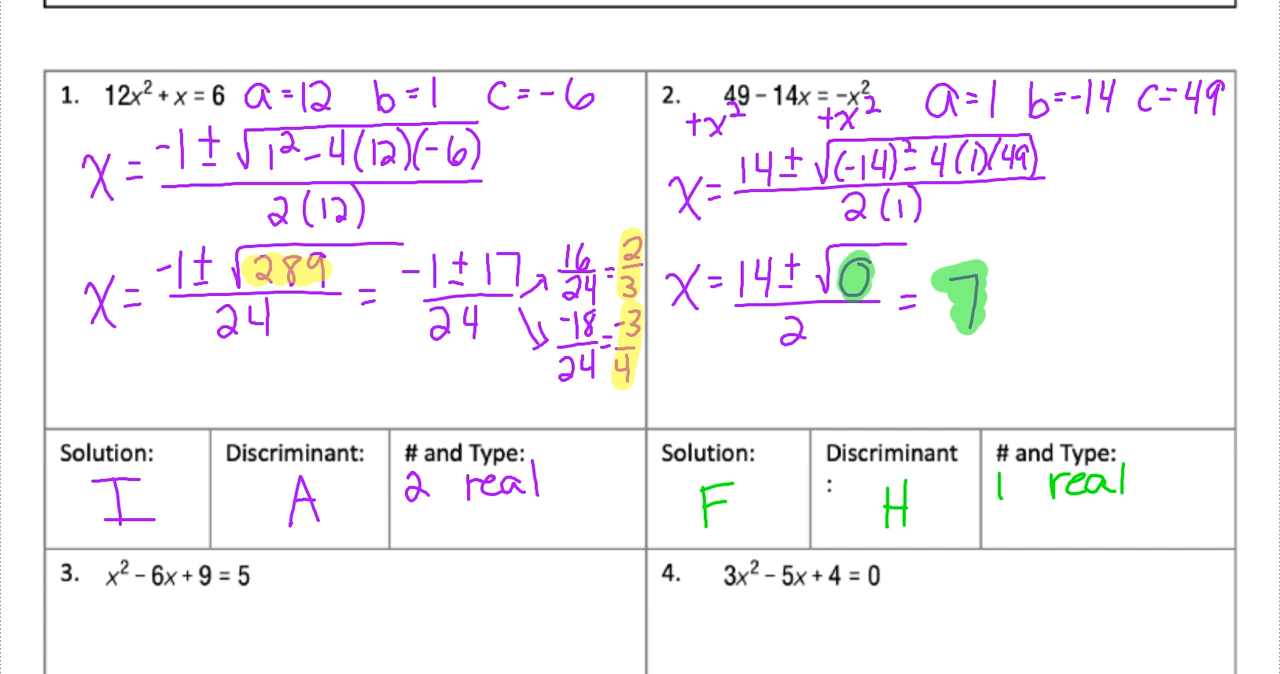 1. 12x² + x = 6 a=12 b=1 c=-6
x = (-1 ± √(1²-4(12)(-6))) / 2(12)
x = (-1 ± √289) / 24 = (-1 ± 17) / 24 ↗ 16/24 = 2/3
↘ -18/24 = -3/4
2. 49 – 14x = –x² a=1 b=-14 c=49
+x² +x²
x = (14 ± √((-14)² - 4(1)(49))) / 2(1)
x = (14 ± √0) / 2 = 7
Solution: Discriminant: # and Type:
I A 2 real
Solution: Discriminant : # and Type:
F H 1 real
3. x² – 6x + 9 = 5
4. 3x² – 5x + 4 = 0